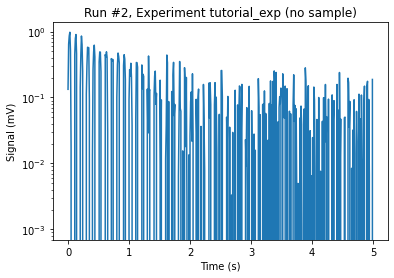 Run #2, Experiment tutorial_exp (no sample)
Signal (mV)
10⁰
10⁻¹
10⁻²
10⁻³
0 1 2 3 4 5
Time (s)